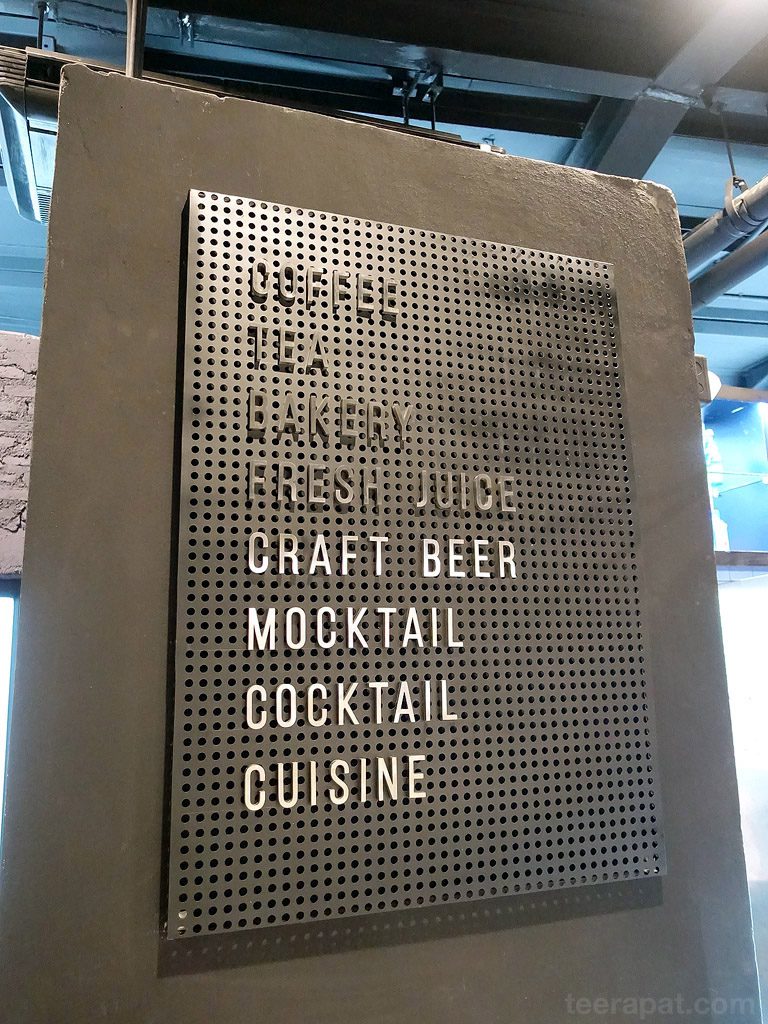 COFFEE
TEA
BAKERY
FRESH JUICE
CRAFT BEER
MOCKTAIL
COCKTAIL
CUISINE
teerapat.com